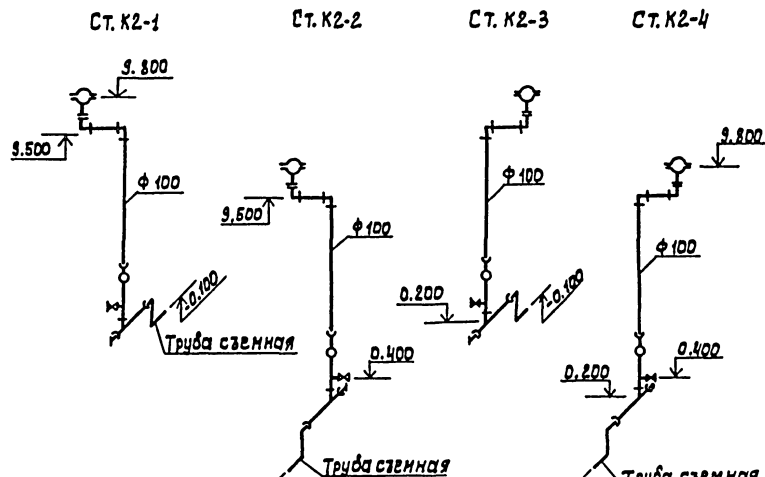 Ст. К2-1
Ст. К2-2
Ст. К2-3
Ст. К2-4
9.800
9.500
ф 100
-0.100
Труба съемная
9.500
ф 100
0.400
Труба съемная
ф 100
0.200
-0.100
9.800
ф 100
0.200
0.400
Труба съемная